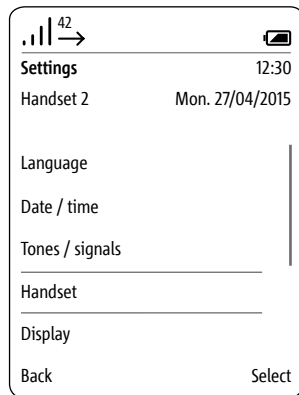 42
Settings 12:30
Handset 2 Mon. 27/04/2015
Language
Date / time
Tones / signals
Handset
Display
Back Select